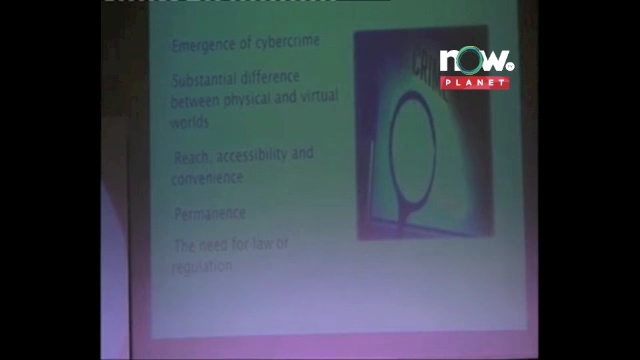 Emergence of cybercrime
Substantial difference
between physical and virtual
worlds
Reach, accessibility and
convenience
Permanence
The need for law or
regulation
CRIM
now.
PLANET